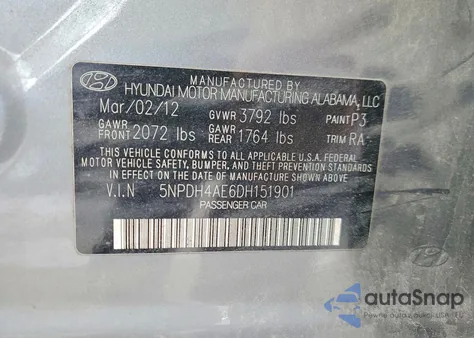 MANUFACTURED BY
HYUNDAI MOTOR MANUFACTURING ALABAMA, LLC
Mar/02/12 GVWR 3792 lbs PAINT P3
GAWR FRONT 2072 lbs GAWR REAR 1764 lbs TRIM RA
THIS VEHICLE CONFORMS TO ALL APPLICABLE U.S.A. FEDERAL
MOTOR VEHICLE SAFETY, BUMPER, AND THEFT PREVENTION STANDARDS
IN EFFECT ON THE DATE OF MANUFACTURE SHOWN ABOVE.
V.I.N 5NPDH4AE6DH151901
PASSENGER CAR
autoSnap